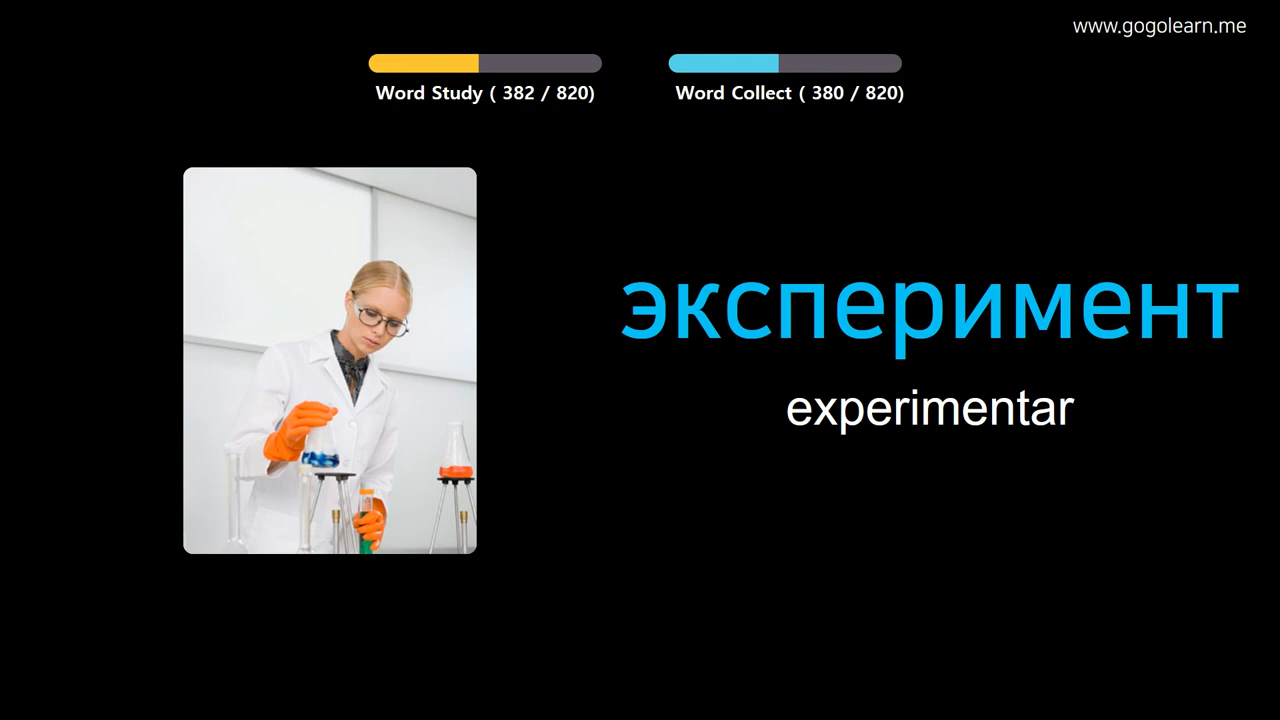 www.gogolearn.me
Word Study ( 382 / 820)
Word Collect ( 380 / 820)
эксперимент
experimentar